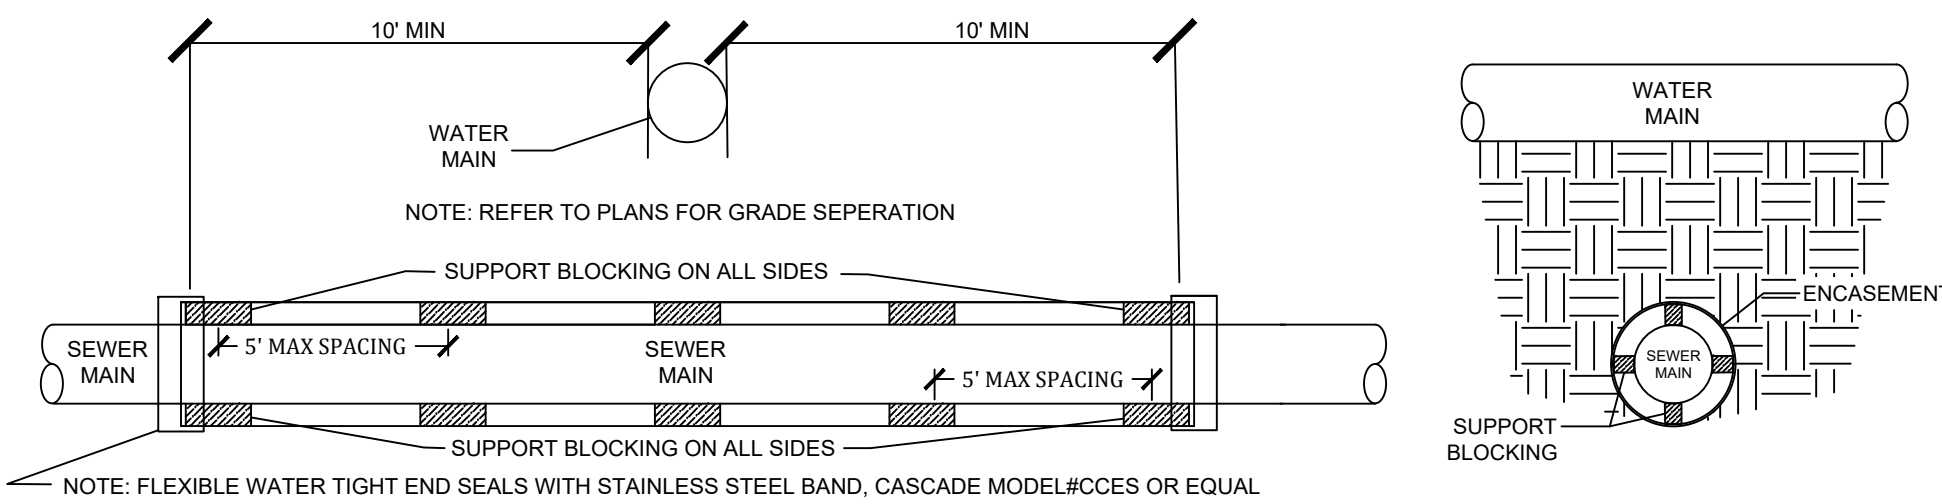 10' MIN
10' MIN
WATER
MAIN
NOTE: REFER TO PLANS FOR GRADE SEPERATION
SUPPORT BLOCKING ON ALL SIDES
SEWER
MAIN
5' MAX SPACING
SEWER
MAIN
5' MAX SPACING
SUPPORT BLOCKING ON ALL SIDES
NOTE: FLEXIBLE WATER TIGHT END SEALS WITH STAINLESS STEEL BAND, CASCADE MODEL#CCES OR EQUAL
WATER
MAIN
ENCASEMENT
SEWER
MAIN
SUPPORT
BLOCKING